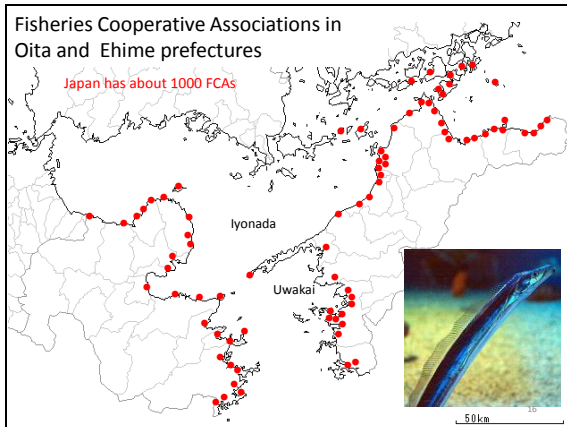 Fisheries Cooperative Associations in
Oita and Ehime prefectures
Japan has about 1000 FCAs
Iyonada
Uwakai
16
50km